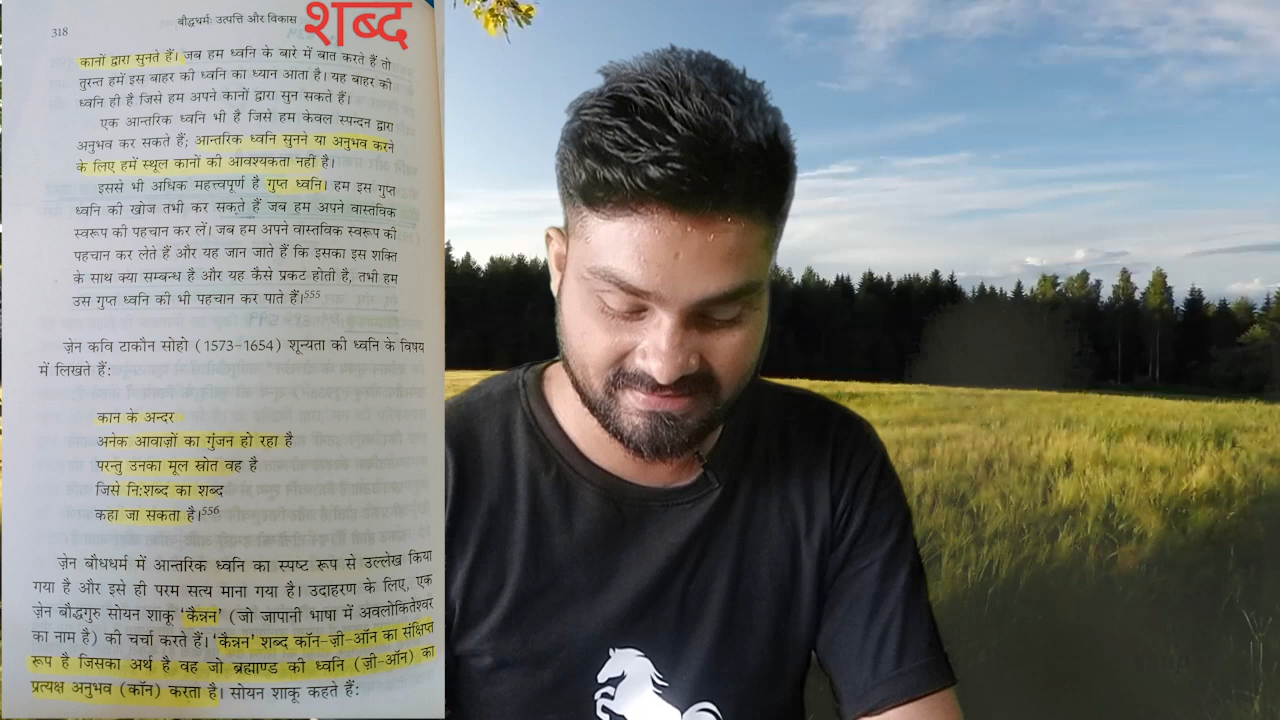 शब्द
318
बौद्धधर्मः उत्पत्ति और विकास
कानों द्वारा सुनते हैं। जब हम ध्वनि के बारे में बात करते हैं तो
तुरन्त हमें इस बाहर की ध्वनि का ध्यान आता है। यह बाहर की
ध्वनि ही है जिसे हम अपने कानों द्वारा सुन सकते हैं।
एक आन्तरिक ध्वनि भी है जिसे हम केवल स्पन्दन द्वारा
अनुभव कर सकते हैं; आन्तरिक ध्वनि सुनने या अनुभव करने
के लिए हमें स्थूल कानों की आवश्यकता नहीं है।
इससे भी अधिक महत्त्वपूर्ण है गुप्त ध्वनि। हम इस गुप्त
ध्वनि की खोज तभी कर सकते हैं जब हम अपने वास्तविक
स्वरूप की पहचान कर लें। जब हम अपने वास्तविक स्वरूप की
पहचान कर लेते हैं और यह जान जाते हैं कि इसका इस शक्ति
के साथ क्या सम्बन्ध है और यह कैसे प्रकट होती है, तभी हम
उस गुप्त ध्वनि की भी पहचान कर पाते हैं।555
ज़ेन कवि टाकौन सोहो (1573–1654) शून्यता की ध्वनि के विषय
में लिखते हैं:
कान के अन्दर
अनेक आवाज़ों का गुंजन हो रहा है
परन्तु उनका मूल स्रोत वह है
जिसे नि:शब्द का शब्द
कहा जा सकता है।556
ज़ेन बौधधर्म में आन्तरिक ध्वनि का स्पष्ट रूप से उल्लेख किया
गया है और इसे ही परम सत्य माना गया है। उदाहरण के लिए, एक
ज़ेन बौद्धगुरु सोयन शाकू 'कैन्नन' (जो जापानी भाषा में अवलोकितेश्वर
का नाम है) की चर्चा करते हैं। 'कैन्नन' शब्द कॉन-ज़ी-ऑन का संक्षिप्त
रूप है जिसका अर्थ है वह जो ब्रह्माण्ड की ध्वनि (ज़ी-ऑन) का
प्रत्यक्ष अनुभव (कॉन) करता है। सोयन शाकू कहते हैं: